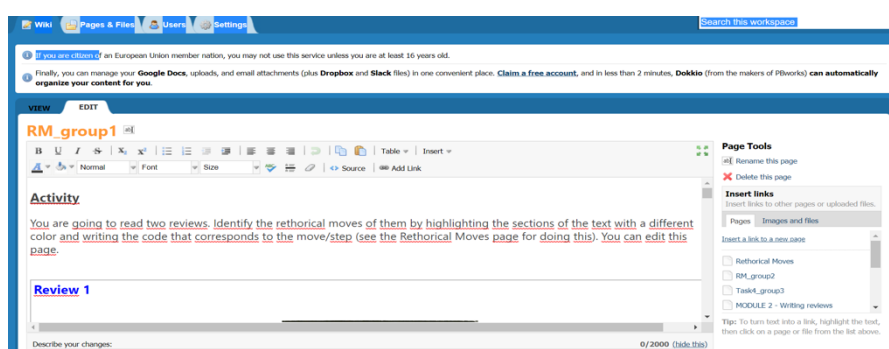 Wiki Pages & Files Users Settings
Search this workspace
If you are citizen of an European Union member nation, you may not use this service unless you are at least 16 years old.
Finally, you can manage your Google Docs, uploads, and email attachments (plus Dropbox and Slack files) in one convenient place. Claim a free account, and in less than 2 minutes, Dokkio (from the makers of PBworks) can automatically
organize your content for you.
VIEW EDIT
RM_group1
B U I S X₂ x² Table Insert
A Normal Font Size Source Add Link
Activity
You are going to read two reviews. Identify the rethorical moves of them by highlighting the sections of the text with a different
color and writing the code that corresponds to the move/step (see the Rethorical Moves page for doing this). You can edit this
page.
Review 1
Describe your changes: 0/2000 (hide this)
Page Tools
Rename this page
Delete this page
Insert links
Insert links to other pages or uploaded files.
Pages Images and files
Insert a link to a new page
Rethorical Moves
RM_group2
Task4_group3
MODULE 2 - Writing reviews
Tip: To turn text into a link, highlight the text,
then click on a page or file from the list above.